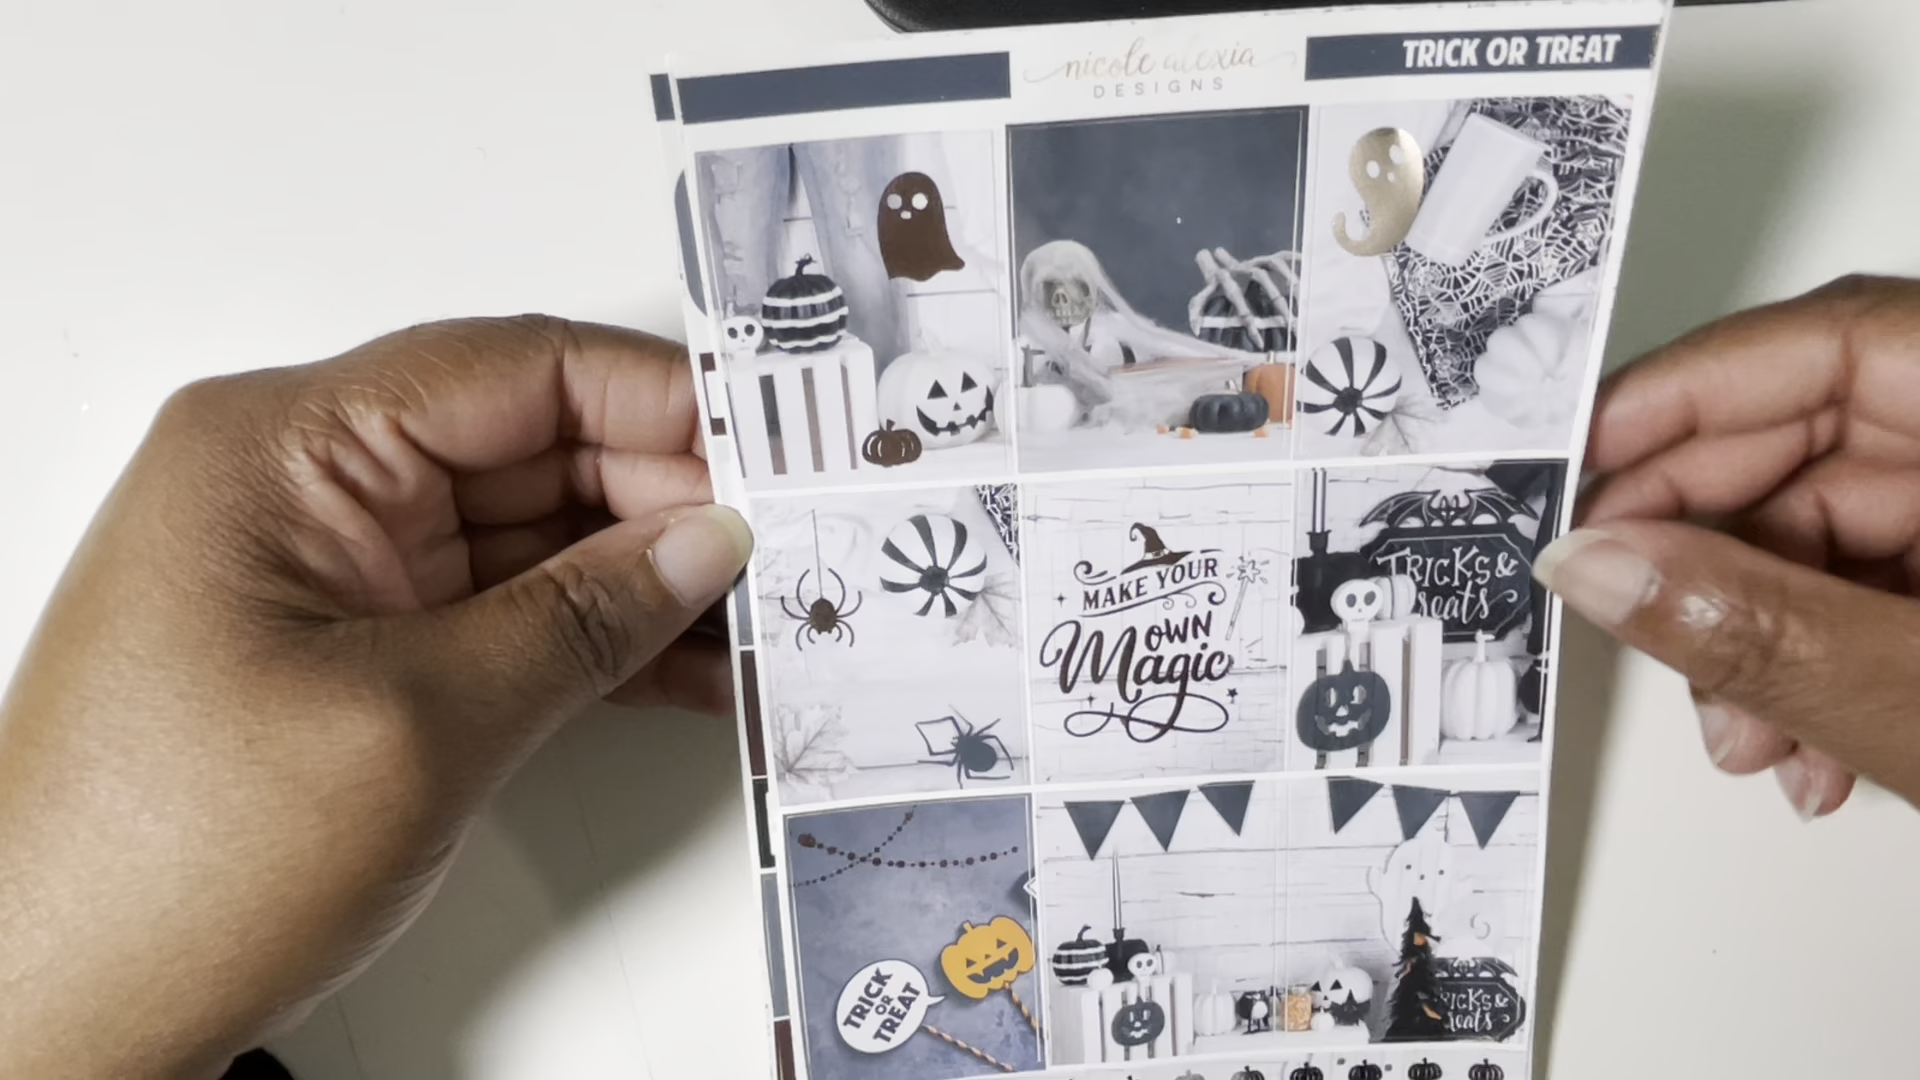 nicole alexia
DESIGNS
TRICK OR TREAT
TRICKS &
Treats
MAKE YOUR
OWN
Magic
TRICK
OR
TREAT
TRICKS &
Treats